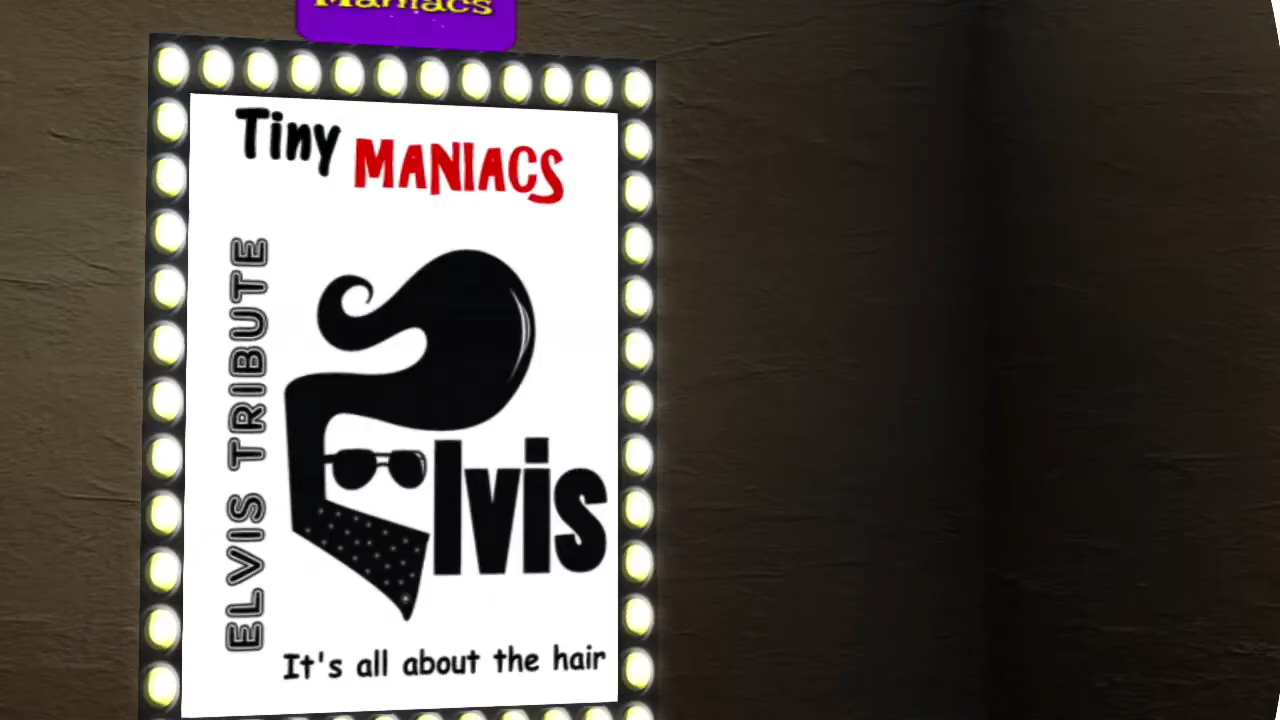 Maniacs
Tiny MANIACS
ELVIS TRIBUTE
Elvis
It's all about the hair